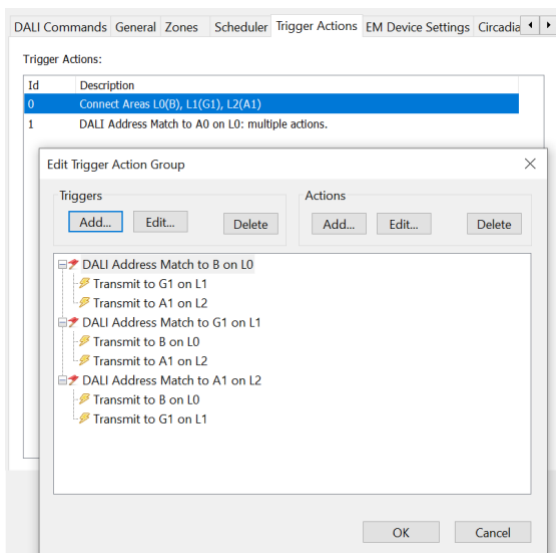 DALI Commands General Zones Scheduler Trigger Actions EM Device Settings Circadia
Trigger Actions:
Id Description
0 Connect Areas L0(B), L1(G1), L2(A1)
1 DALI Address Match to A0 on L0: multiple actions.
Edit Trigger Action Group
Triggers Actions
Add... Edit... Delete Add... Edit... Delete
DALI Address Match to B on L0
Transmit to G1 on L1
Transmit to A1 on L2
DALI Address Match to G1 on L1
Transmit to B on L0
Transmit to A1 on L2
DALI Address Match to A1 on L2
Transmit to B on L0
Transmit to G1 on L1
OK Cancel